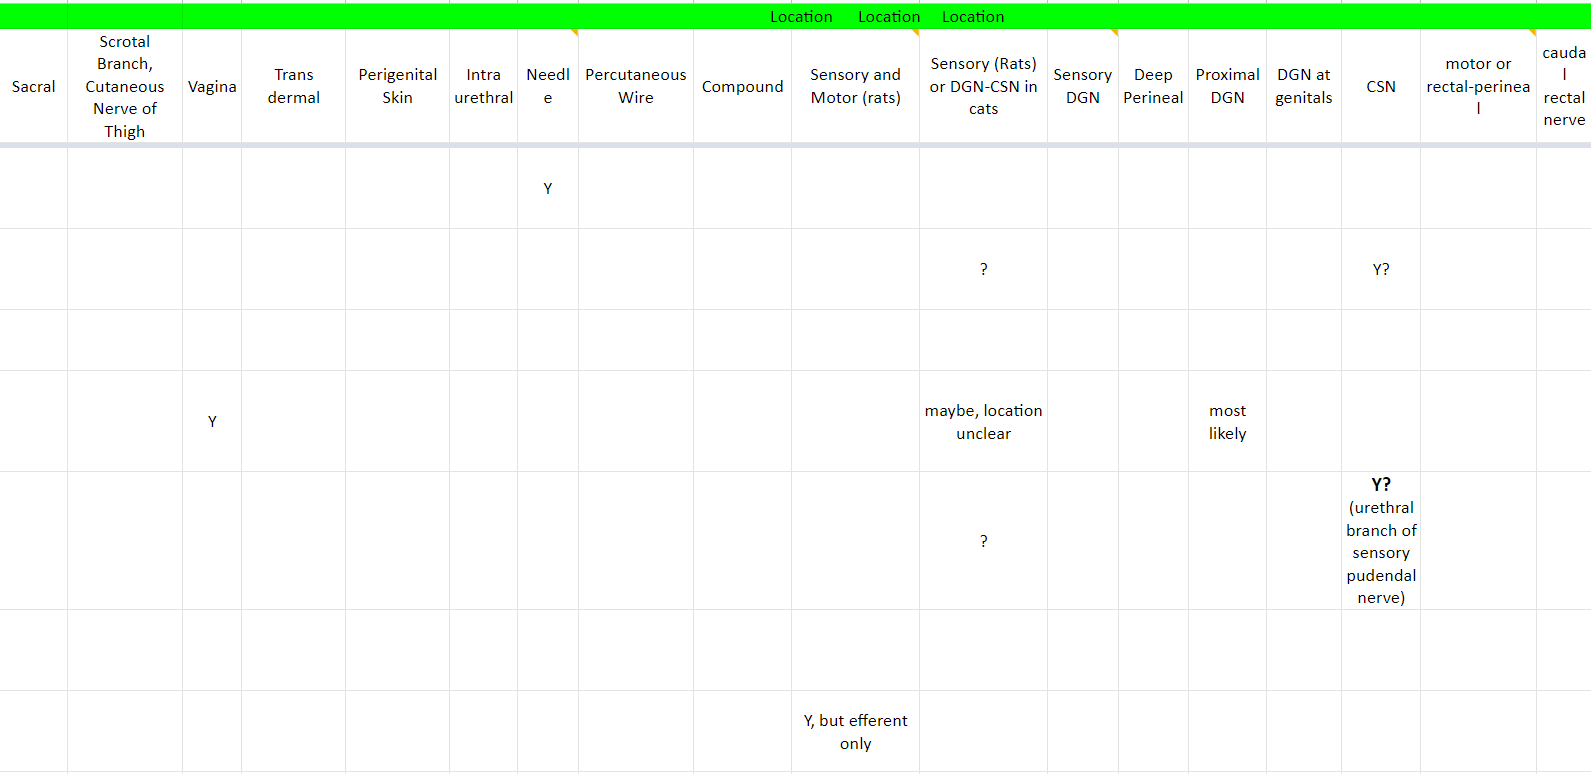 Location Location Location
Sacral
Scrotal
Branch,
Cutaneous
Nerve of
Thigh
Vagina
Trans
dermal
Perigenital
Skin
Intra
urethral
Needl
e
Percutaneous
Wire
Compound
Sensory and
Motor (rats)
Sensory (Rats)
or DGN-CSN in
cats
Sensory
DGN
Deep
Perineal
Proximal
DGN
DGN at
genitals
CSN
motor or
rectal-perinea
l
cauda
l
rectal
nerve
Y
?
Y?
Y
maybe, location
unclear
most
likely
?
Y?
(urethral
branch of
sensory
pudendal
nerve)
Y, but efferent
only